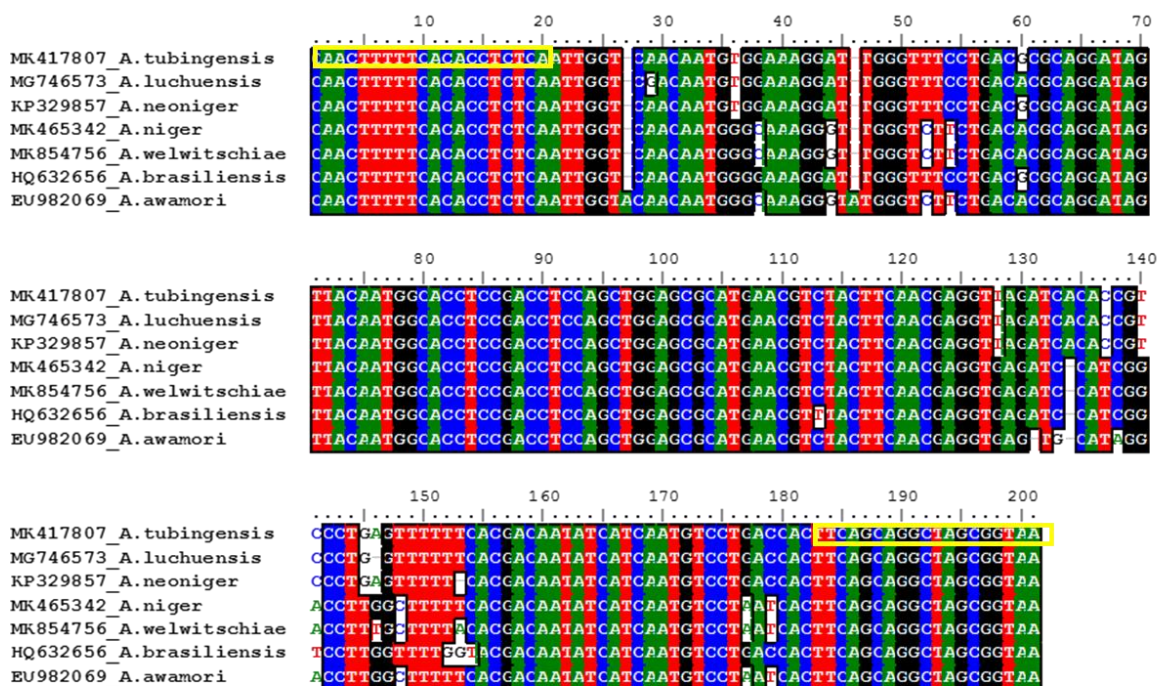 10 20 30 40 50 60 70
MK417807_A.tubingensis CAACTTTTTCACACCTCTCAATTGGT-CAACAATGTGGAAAGGAT-TGGGTTTCCTGACGCGCAGGATAG
MG746573_A.luchuensis CAACTTTTTCACACCTCTCAATTGGT-CGACAATGTGGAAAGGAT-TGGGTTTCCTGACACGCAGGATAG
KP329857_A.neoniger CAACTTTTTCACACCTCTCAATTGGT-CAACAATGTGGAAAGGAT-TGGGTTTCCTGACGCGCAGGATAG
MK465342_A.niger CAACTTTTTCACACCTCTCAATTGGT-CAACAATGGGCAAAGGGT-TGGGTCTTCTGACACGCAGGATAG
MK854756_A.welwitschiae CAACTTTTTCACACCTCTCAATTGGT-CAACAATGGGCAAAGGGT-TGGGTCTTCTGACACGCAGGATAG
HQ632656_A.brasiliensis CAACTTTTTCACACCTCTCAATTGGT-CAACAATGGGGAAAGGAT-TGGGTTTCCTGACGCGCAGGATAG
EU982069_A.awamori CAACTTTTTCACACCTCTCAATTGGTACAACAATGGGCAAAGGGTATGGGTCTTCTGACACGCAGGATAG
80 90 100 110 120 130 140
MK417807_A.tubingensis TTACAATGGCACCTCCGACCTCCAGCTGGAGCGCATGAACGTCTACTTCAACGAGGTTAGATCACACCGT
MG746573_A.luchuensis TTACAATGGCACCTCCGACCTCCAGCTGGAGCGCATGAACGTCTACTTCAACGAGGTTAGATCACACCGT
KP329857_A.neoniger TTACAATGGCACCTCCGACCTCCAGCTGGAGCGCATGAACGTCTACTTCAACGAGGTTAGATCACACCGT
MK465342_A.niger TTACAATGGCACCTCCGACCTCCAGCTGGAGCGCATGAACGTCTACTTCAACGAGGTGAGATC-CATCGG
MK854756_A.welwitschiae TTACAATGGCACCTCCGACCTCCAGCTGGAGCGCATGAACGTCTACTTCAACGAGGTGAGATC-CATCGG
HQ632656_A.brasiliensis TTACAATGGCACCTCCGACCTCCAGCTGGAGCGCATGAACGTTTACTTCAACGAGGTGAGATC-CATCGG
EU982069_A.awamori TTACAATGGCACCTCCGACCTCCAGCTGGAGCGCATGAACGTCTACTTCAACGAGGTGAG-TG-CATAGG
150 160 170 180 190 200
MK417807_A.tubingensis CCCTGAGTTTTTTCACGACAATATCATCAATGTCCTGACCACTTCAGCAGGCTAGCGGTAA
MG746573_A.luchuensis CCCTG-GTTTTTTCACGACAATATCATCAATGTCCTGACCACTTCAGCAGGCTAGCGGTAA
KP329857_A.neoniger CCCTGAGTTTTT-CACGACAATATCATCAATGTCCTGACCACTTCAGCAGGCTAGCGGTAA
MK465342_A.niger ACCTTGGCTTTTTCACGACAATATCATCAATGTCCTAATCACTTCAGCAGGCTAGCGGTAA
MK854756_A.welwitschiae ACCTTTGCTTTTACACGACAATATCATCAATGTCCTAATCACTTCAGCAGGCTAGCGGTAA
HQ632656_A.brasiliensis TCCTTGGTTTTGGTACGACAATATCATCAATGTCCTGACCACTTCAGCAGGCTAGCGGTAA
EU982069_A.awamori ACCTTGGCTTTTTCACGACAATATCATCAATGTCCTAATCACTTCAGCAGGCTAGCGGTAA